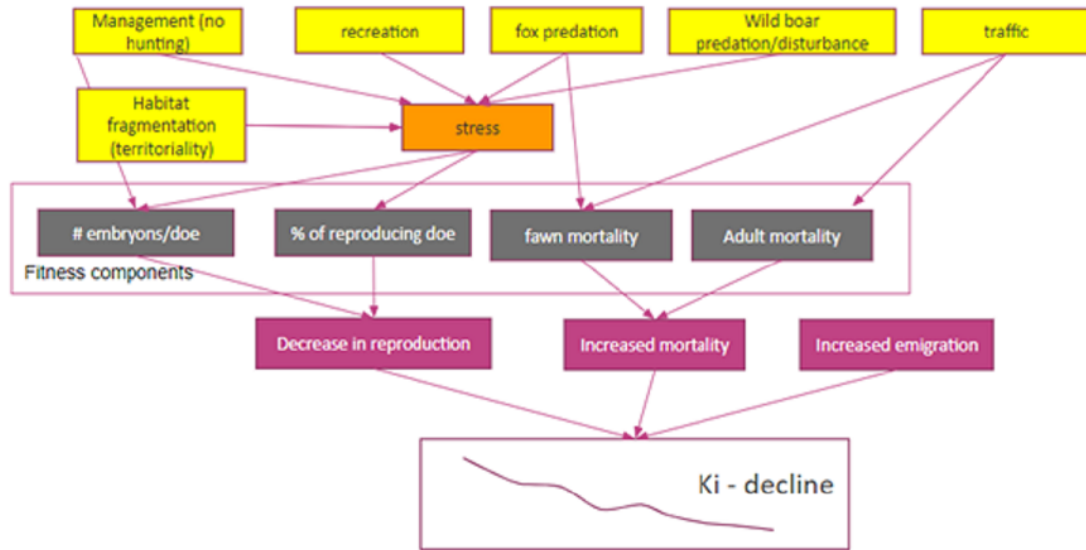 Management (no
hunting)
recreation
fox predation
Wild boar
predation/disturbance
traffic
Habitat
fragmentation
(territoriality)
stress
# embryons/doe
% of reproducing doe
fawn mortality
Adult mortality
Fitness components
Decrease in reproduction
Increased mortality
Increased emigration
Ki - decline